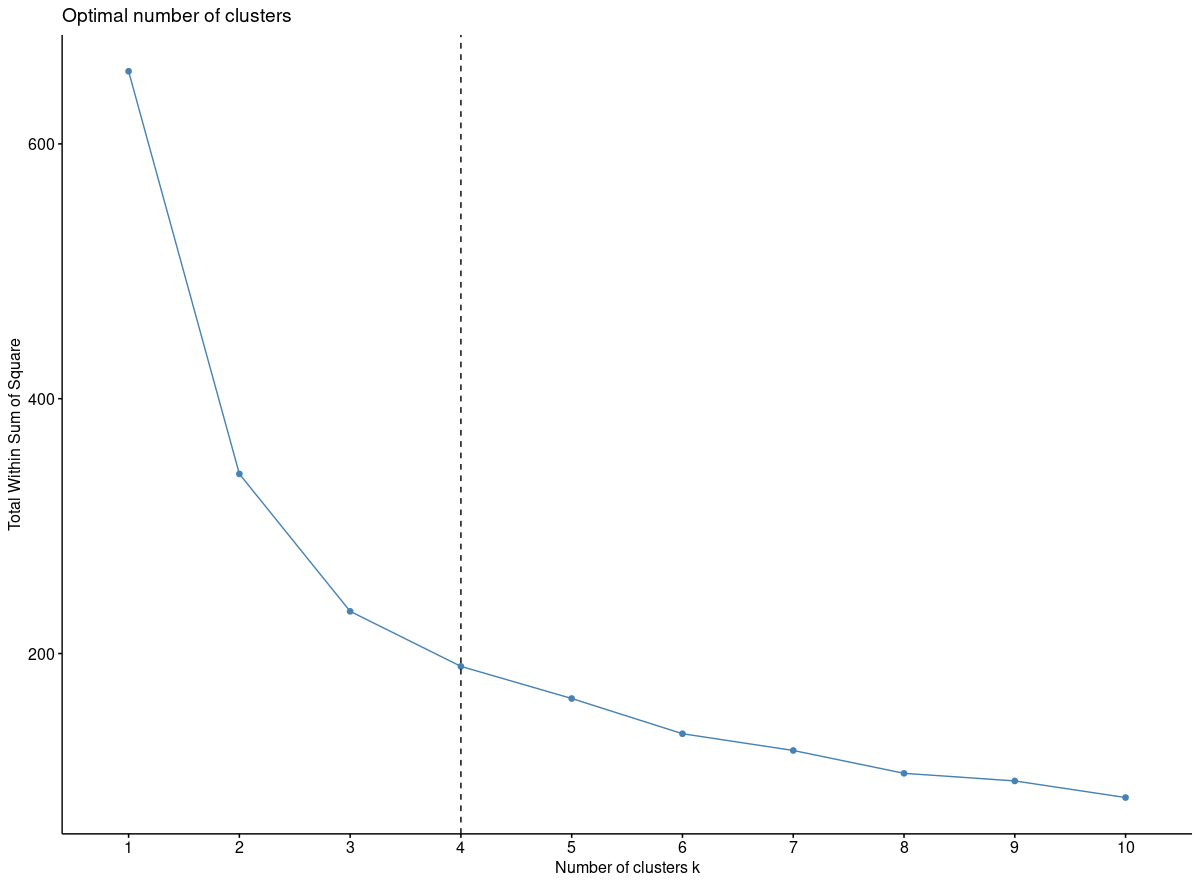 Optimal number of clusters
Total Within Sum of Square
600
400
200
1 2 3 4 5 6 7 8 9 10
Number of clusters k